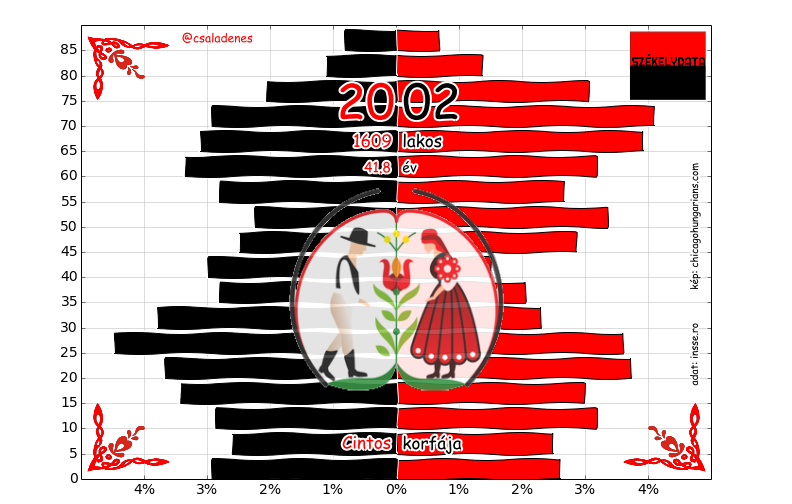 @csaladenes
SZÉKELYDATA
2002
1609 lakos
41.8 év
kép: chicagohungarians.com
adat: insse.ro
Cintos korfája
85
80
75
70
65
60
55
50
45
40
35
30
25
20
15
10
5
0
4% 3% 2% 1% 0% 1% 2% 3% 4%